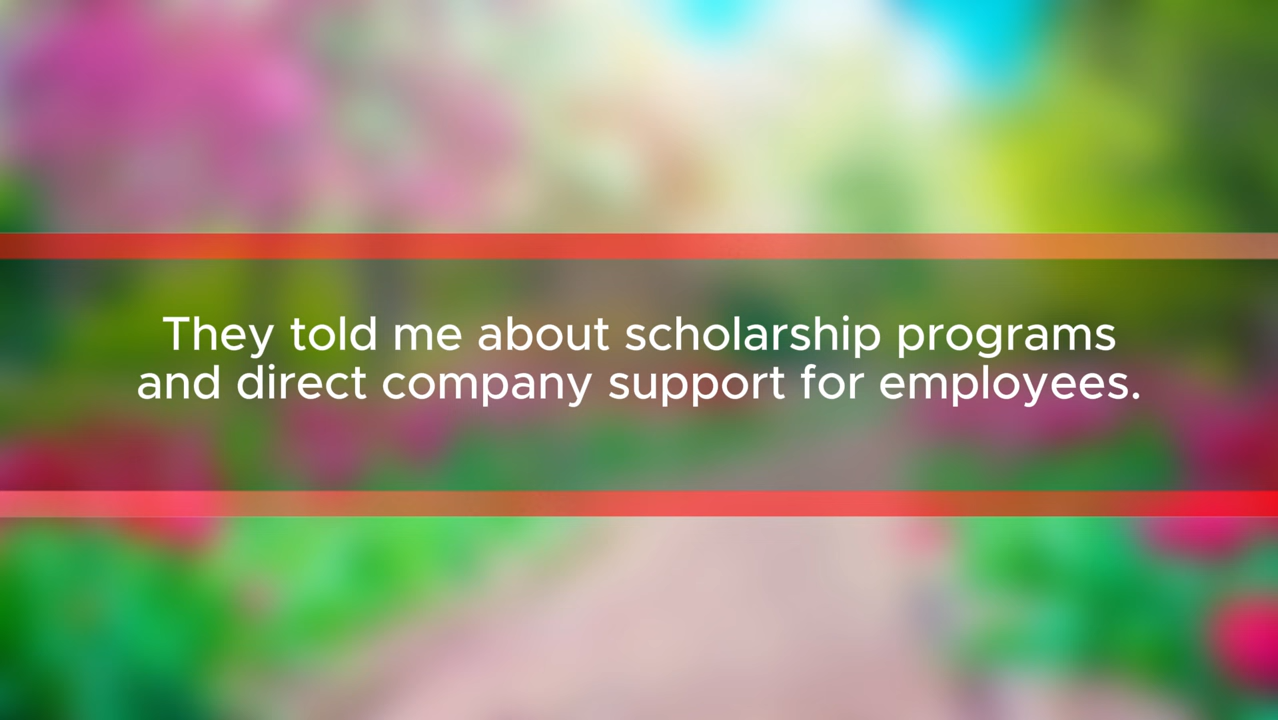 They told me about scholarship programs
and direct company support for employees.